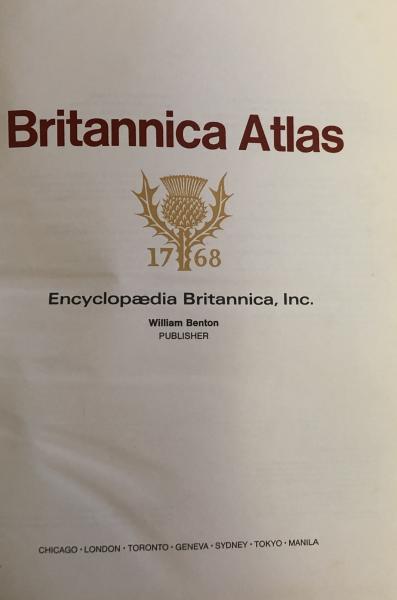 Britannica Atlas
1768
Encyclopædia Britannica, Inc.
William Benton
PUBLISHER
CHICAGO · LONDON · TORONTO · GENEVA · SYDNEY · TOKYO · MANILA